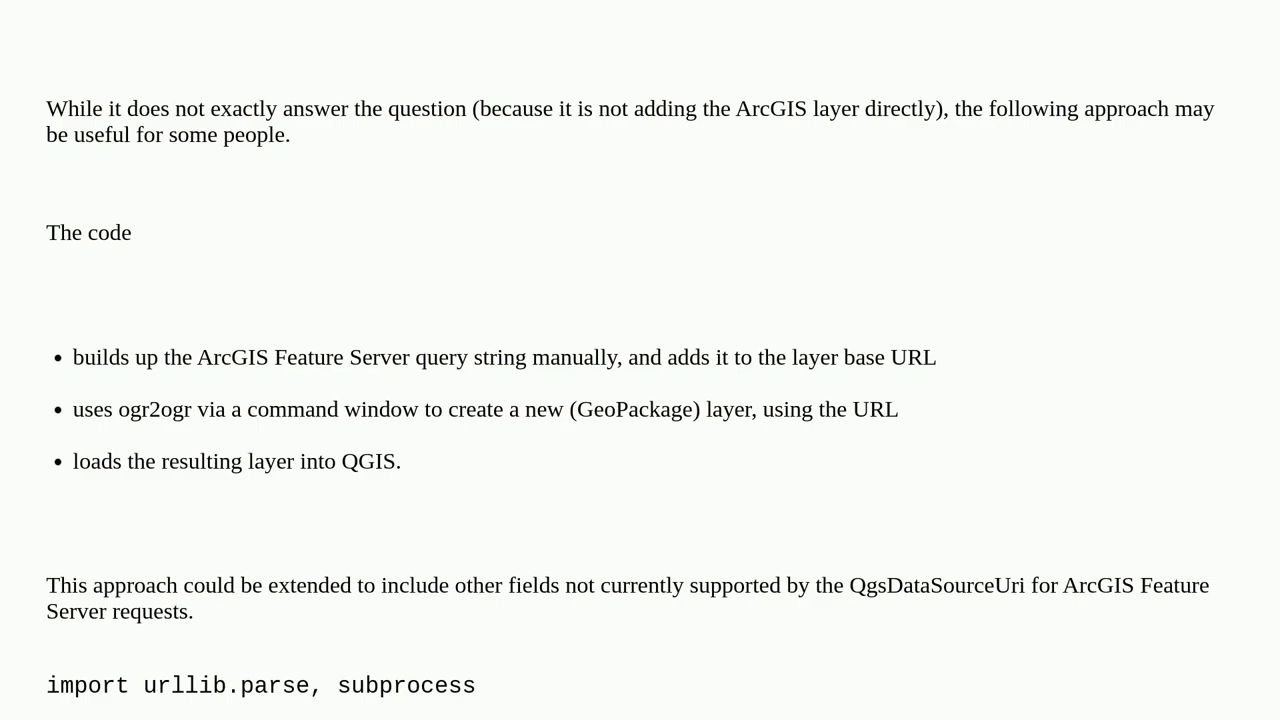 While it does not exactly answer the question (because it is not adding the ArcGIS layer directly), the following approach may
be useful for some people.
The code
• builds up the ArcGIS Feature Server query string manually, and adds it to the layer base URL
• uses ogr2ogr via a command window to create a new (GeoPackage) layer, using the URL
• loads the resulting layer into QGIS.
This approach could be extended to include other fields not currently supported by the QgsDataSourceUri for ArcGIS Feature
Server requests.
import urllib.parse, subprocess